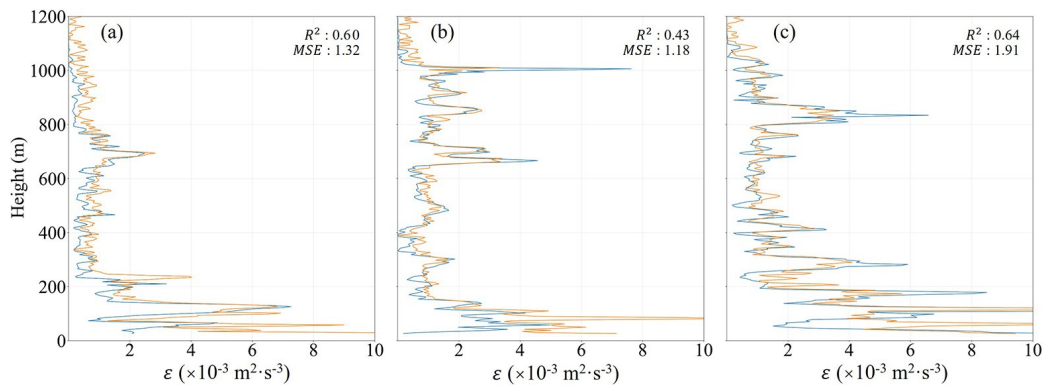 (a)
R² : 0.60
MSE : 1.32
(b)
R² : 0.43
MSE : 1.18
(c)
R² : 0.64
MSE : 1.91
Height (m)
1200
1000
800
600
400
200
0
2 4 6 8 10
2 4 6 8 10
2 4 6 8 10
ε (×10⁻³ m²·s⁻³)
ε (×10⁻³ m²·s⁻³)
ε (×10⁻³ m²·s⁻³)